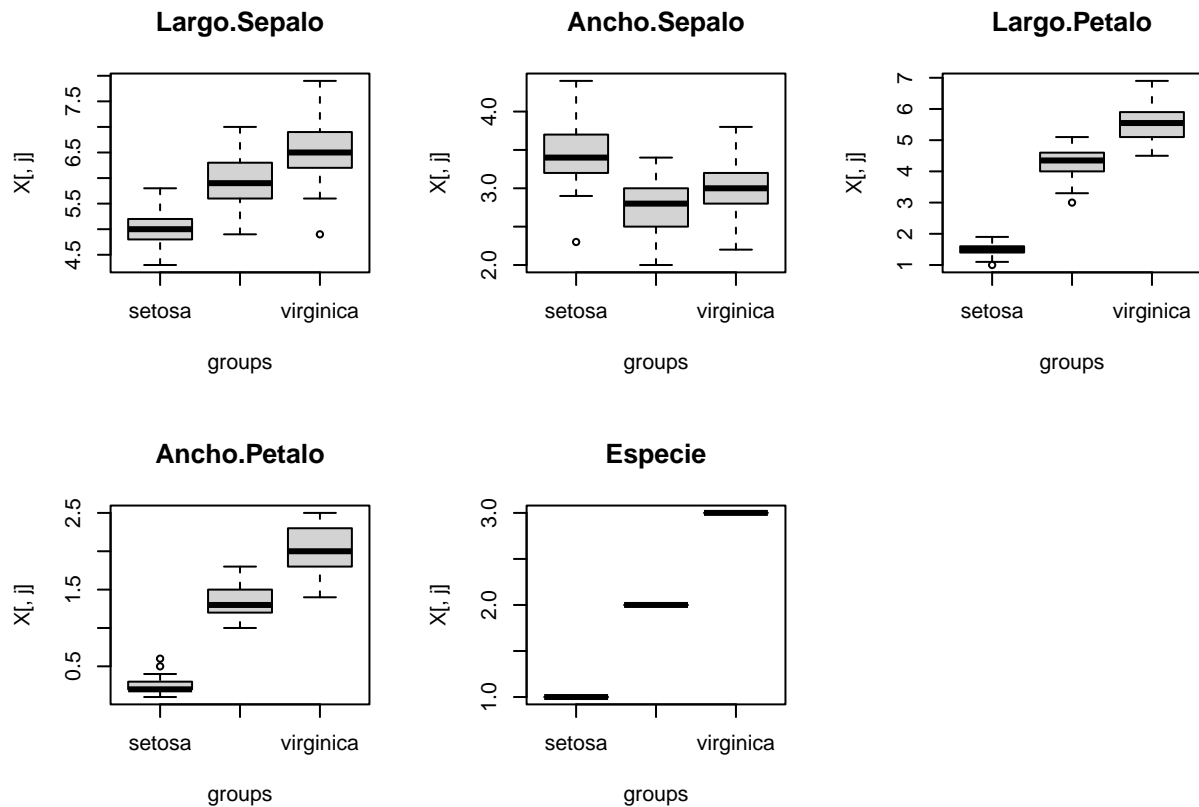 Largo.Sepalo
X[, j]
7.5
6.5
5.5
4.5
setosa
virginica
groups
Ancho.Sepalo
X[, j]
4.0
3.0
2.0
setosa
virginica
groups
Largo.Petalo
X[, j]
7
6
5
4
3
2
1
setosa
virginica
groups
Ancho.Petalo
X[, j]
2.5
1.5
0.5
setosa
virginica
groups
Especie
X[, j]
3.0
2.0
1.0
setosa
virginica
groups